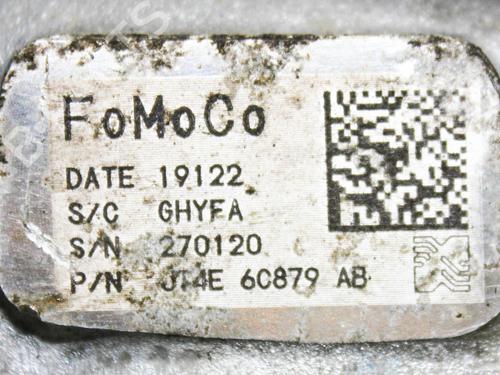 FoMoCo
DATE 19122
S/C GHYFA
S/N 270120
P/N JT4E 6C879 AB